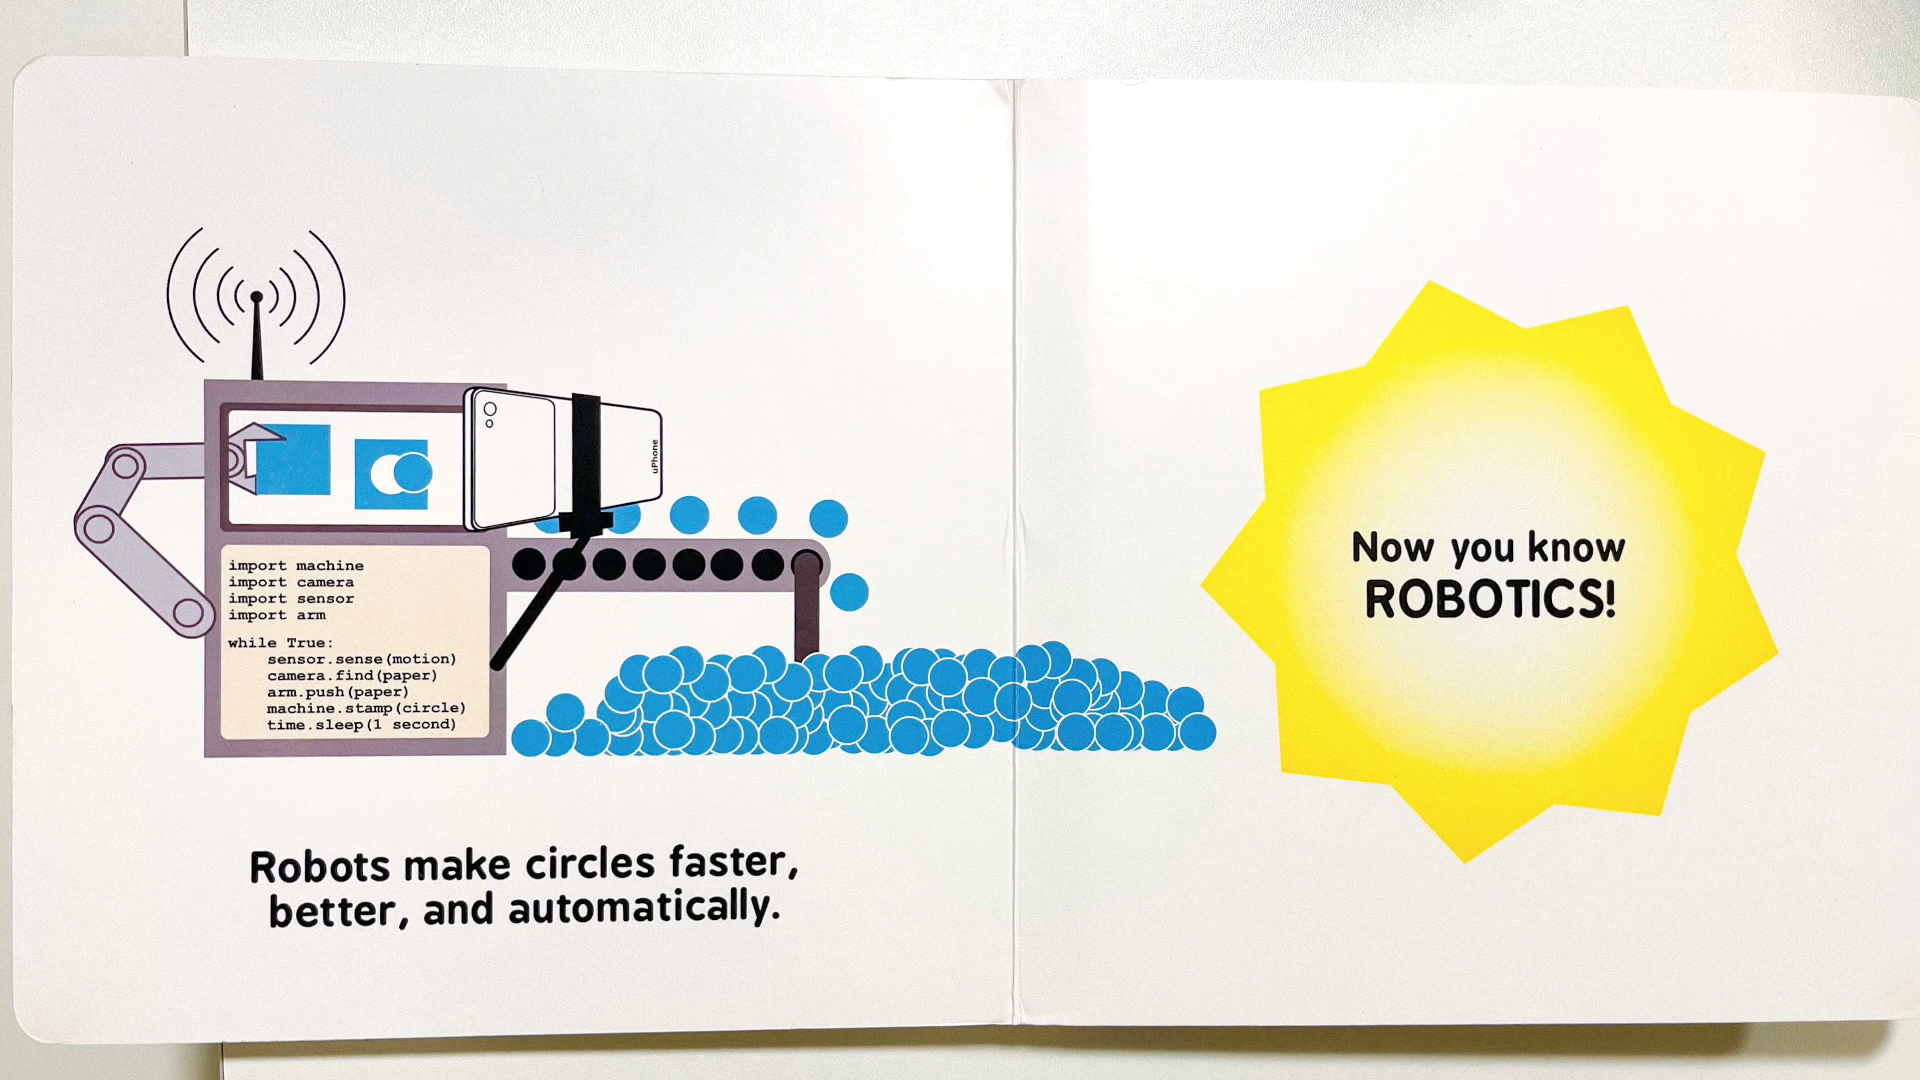 uPhone
import machine
import camera
import sensor
import arm
while True:
    sensor.sense(motion)
    camera.find(paper)
    arm.push(paper)
    machine.stamp(circle)
    time.sleep(1 second)
Robots make circles faster,
better, and automatically.
Now you know
ROBOTICS!